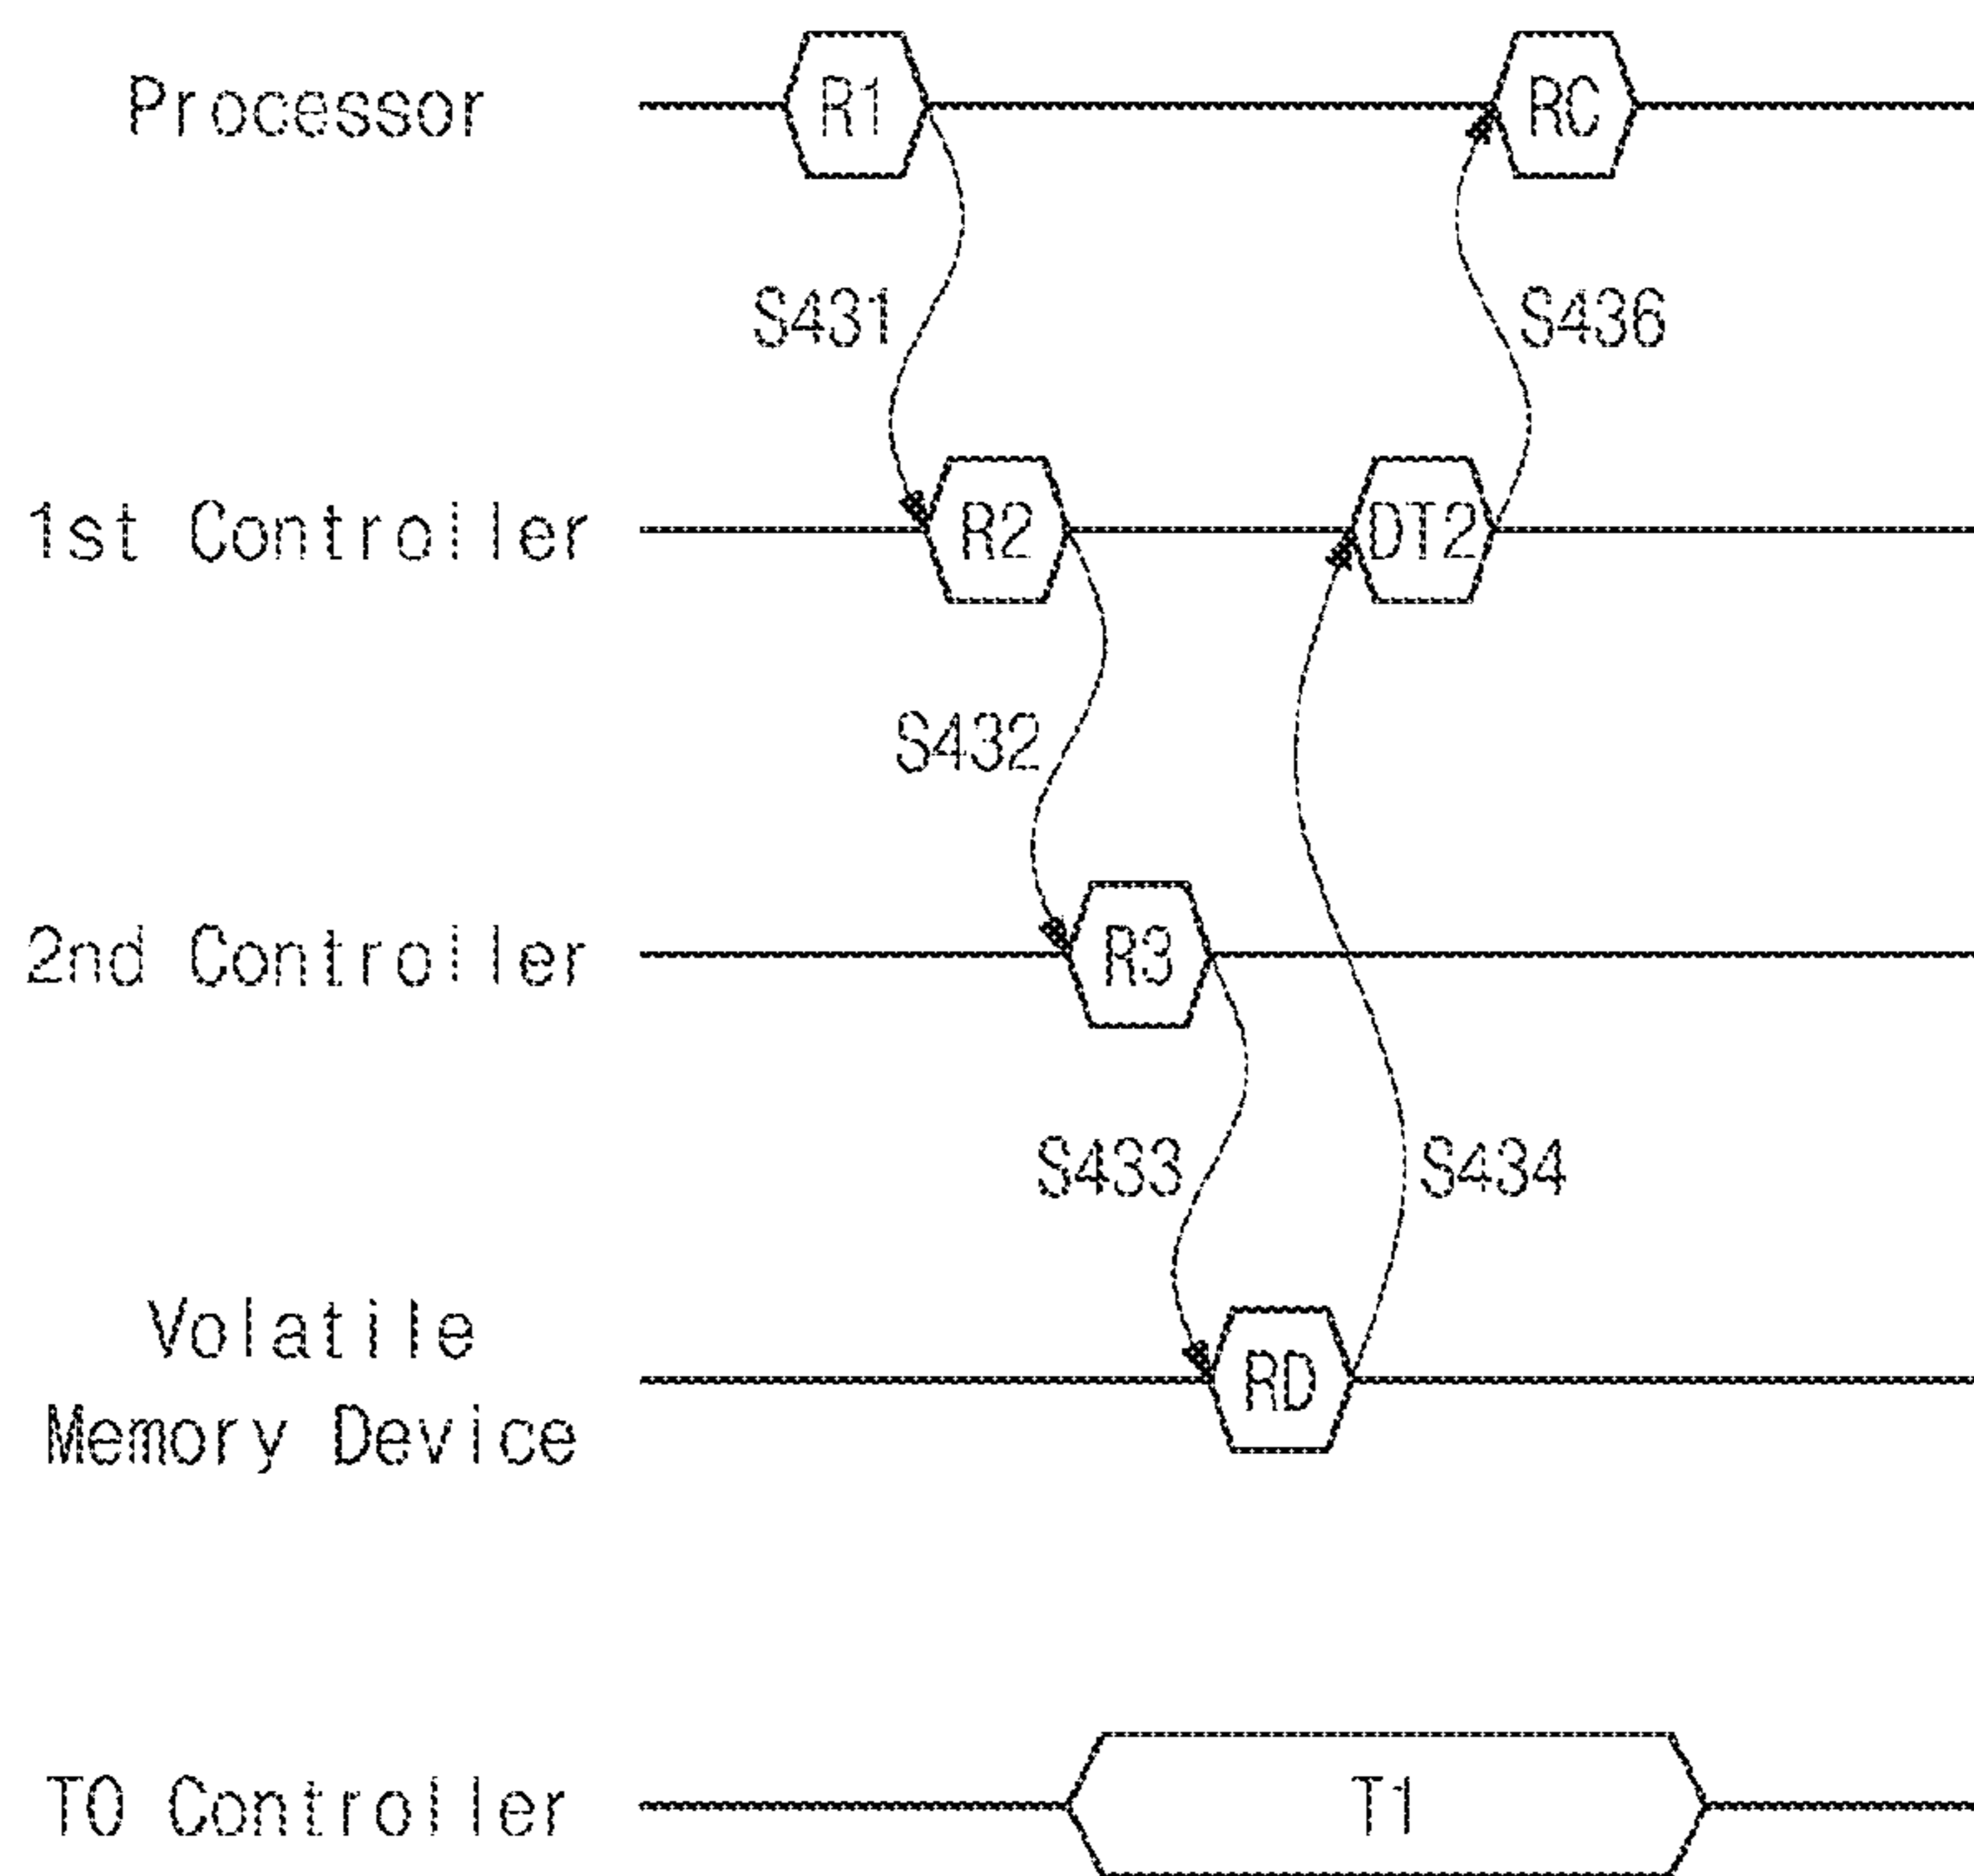 Processor
R1
RC
S431
S436
1st Controller
R2
DT2
S432
2nd Controller
R3
S433
S434
Volatile
Memory Device
RD
TO Controller
T1